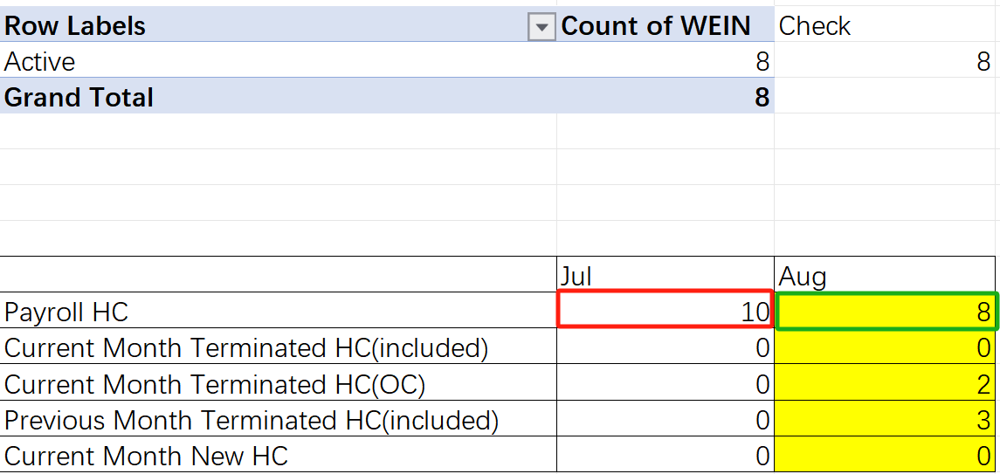 Row Labels Count of WEIN Check
Active 8 8
Grand Total 8
Jul Aug
Payroll HC 10 8
Current Month Terminated HC(included) 0 0
Current Month Terminated HC(OC) 0 2
Previous Month Terminated HC(included) 0 3
Current Month New HC 0 0